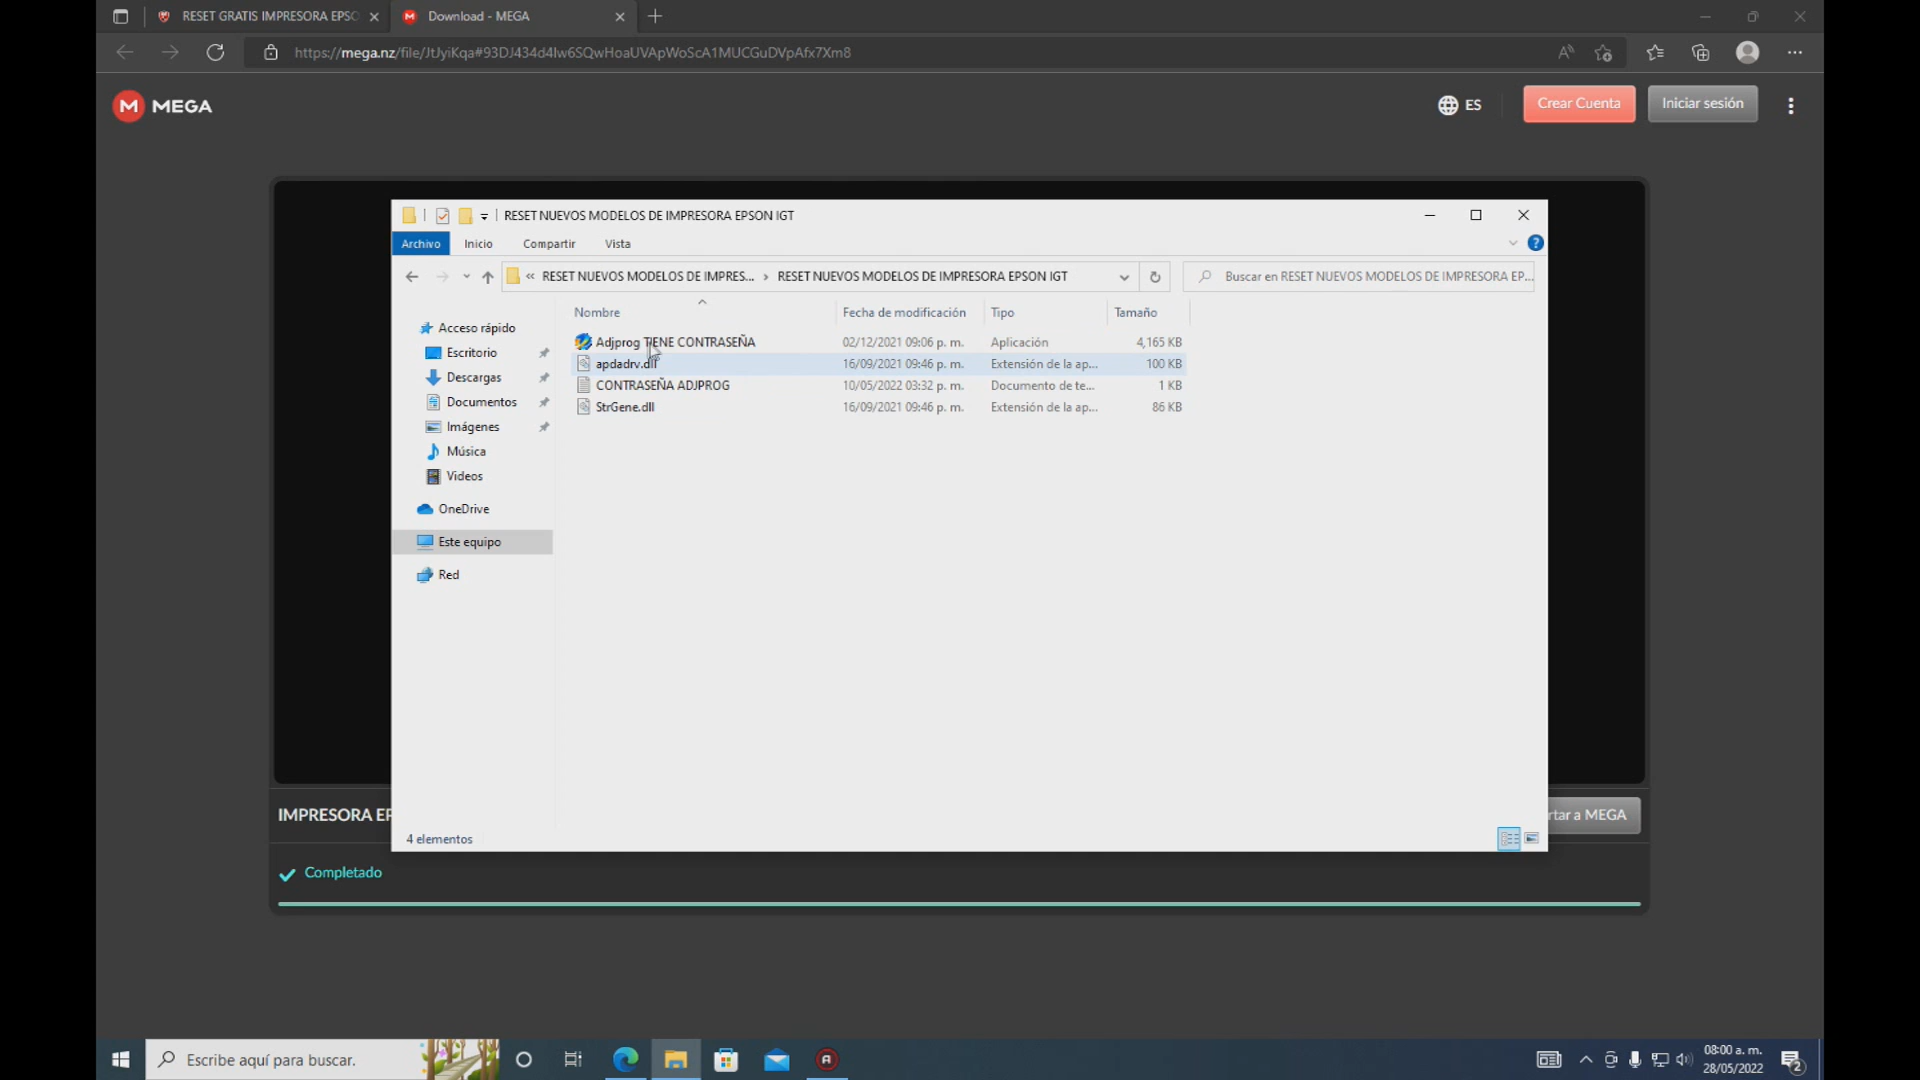 RESET GRATIS IMPRESORA EPSO
Download - MEGA
https://mega.nz/file/JtJyiKqa#93DJ434d4lw6SQwHoaUVApWoScA1MUCGuDVpAfx7Xm8
MEGA
ES
Crear Cuenta
Iniciar sesión
RESET NUEVOS MODELOS DE IMPRESORA EPSON IGT
Archivo
Inicio
Compartir
Vista
« RESET NUEVOS MODELOS DE IMPRES... › RESET NUEVOS MODELOS DE IMPRESORA EPSON IGT
Buscar en RESET NUEVOS MODELOS DE IMPRESORA EP...
Nombre Fecha de modificación Tipo Tamaño
Adjprog TIENE CONTRASEÑA 02/12/2021 09:06 p. m. Aplicación 4,165 KB
apdadrv.dll 16/09/2021 09:46 p. m. Extensión de la ap... 100 KB
CONTRASEÑA ADJPROG 10/05/2022 03:32 p. m. Documento de te... 1 KB
StrGene.dll 16/09/2021 09:46 p. m. Extensión de la ap... 86 KB
Acceso rápido
Escritorio
Descargas
Documentos
Imágenes
Música
Videos
OneDrive
Este equipo
Red
4 elementos
IMPRESORA EP
rtar a MEGA
Completado
Escribe aquí para buscar.
08:00 a. m.
28/05/2022
2